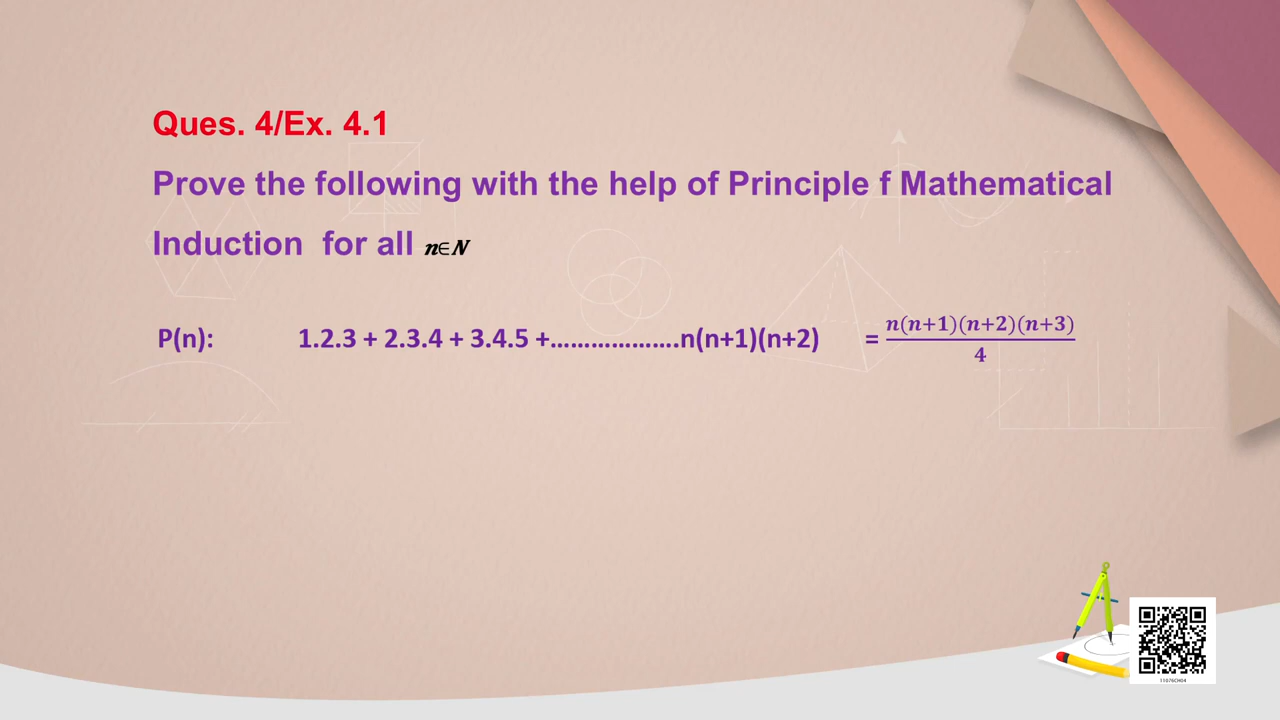 Ques. 4/Ex. 4.1
Prove the following with the help of Principle f Mathematical
Induction for all n∈N
P(n): 1.2.3 + 2.3.4 + 3.4.5 +...................n(n+1)(n+2) = n(n+1)(n+2)(n+3)/4
11076CH04